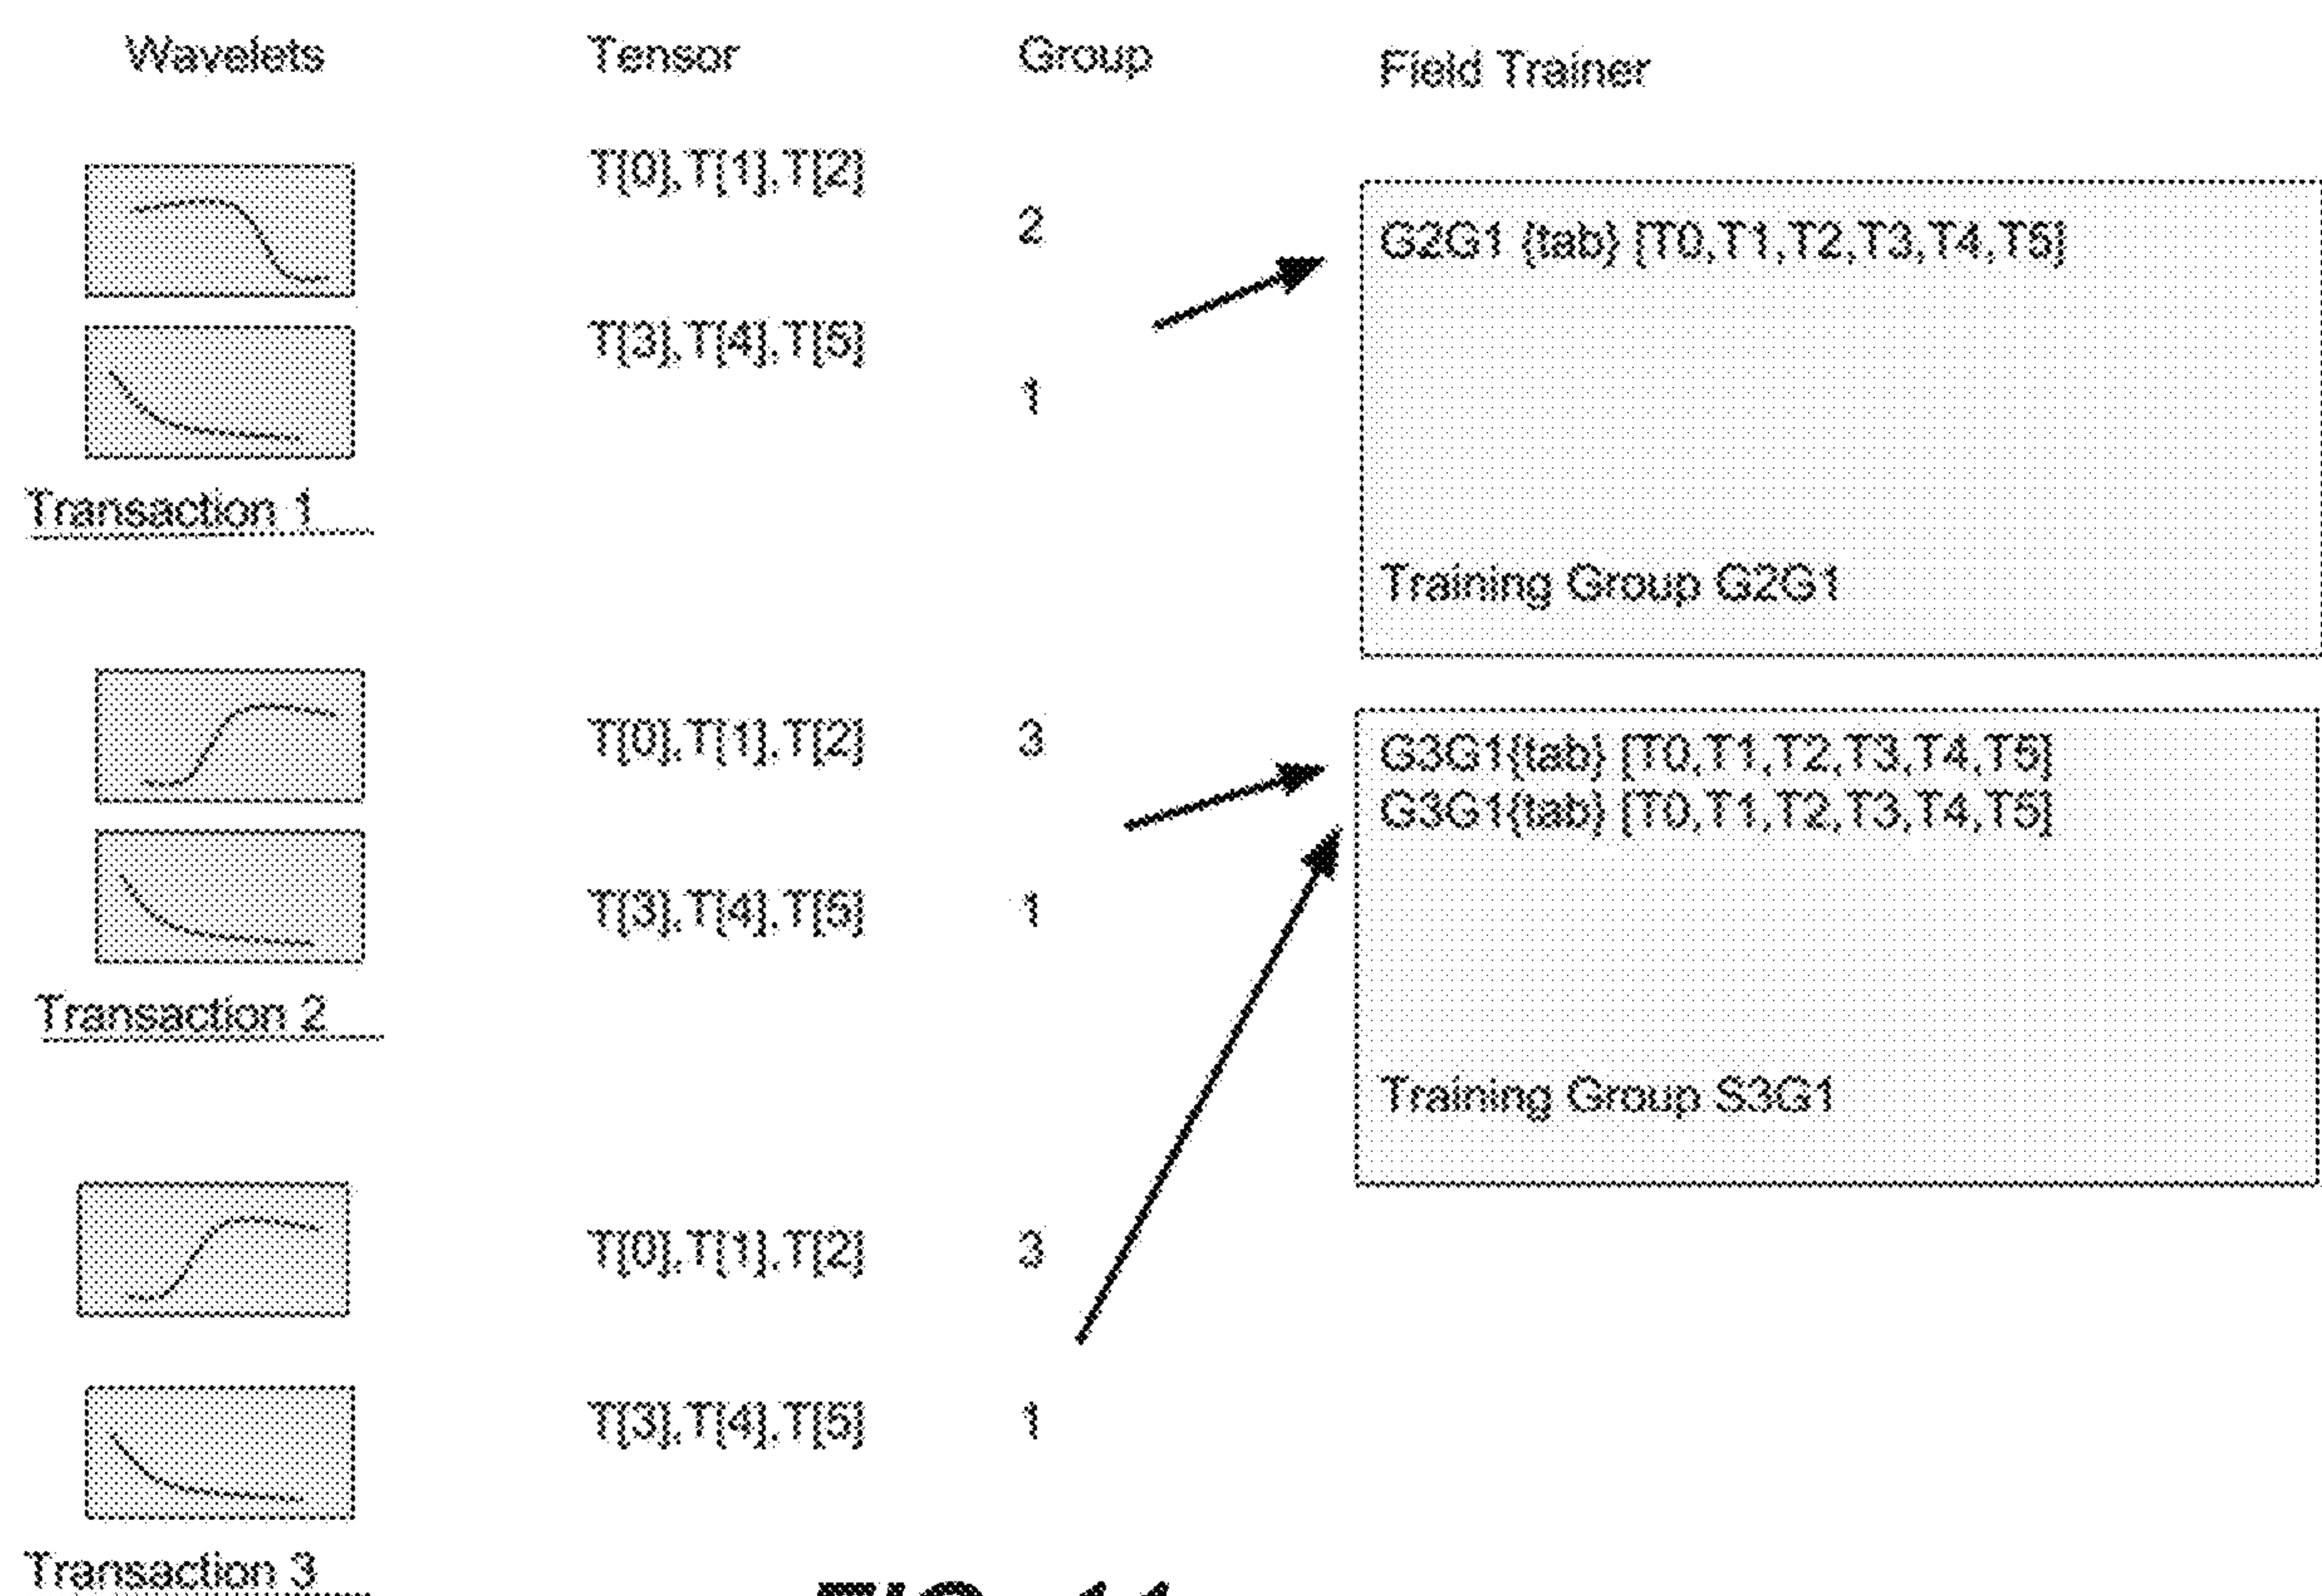 Wavelets Tensor Group Field Trainer
T[0],T[1],T[2]
2
G2G1 {tab} [T0,T1,T2,T3,T4,T5]
T[3],T[4],T[5]
1
Transaction 1
Training Group G2G1
T[0],T[1],T[2] 3
G3G1{tab} [T0,T1,T2,T3,T4,T5]
G3G1{tab} [T0,T1,T2,T3,T4,T5]
T[3],T[4],T[5] 1
Transaction 2
Training Group S3G1
T[0],T[1],T[2] 3
T[3],T[4],T[5] 1
Transaction 3